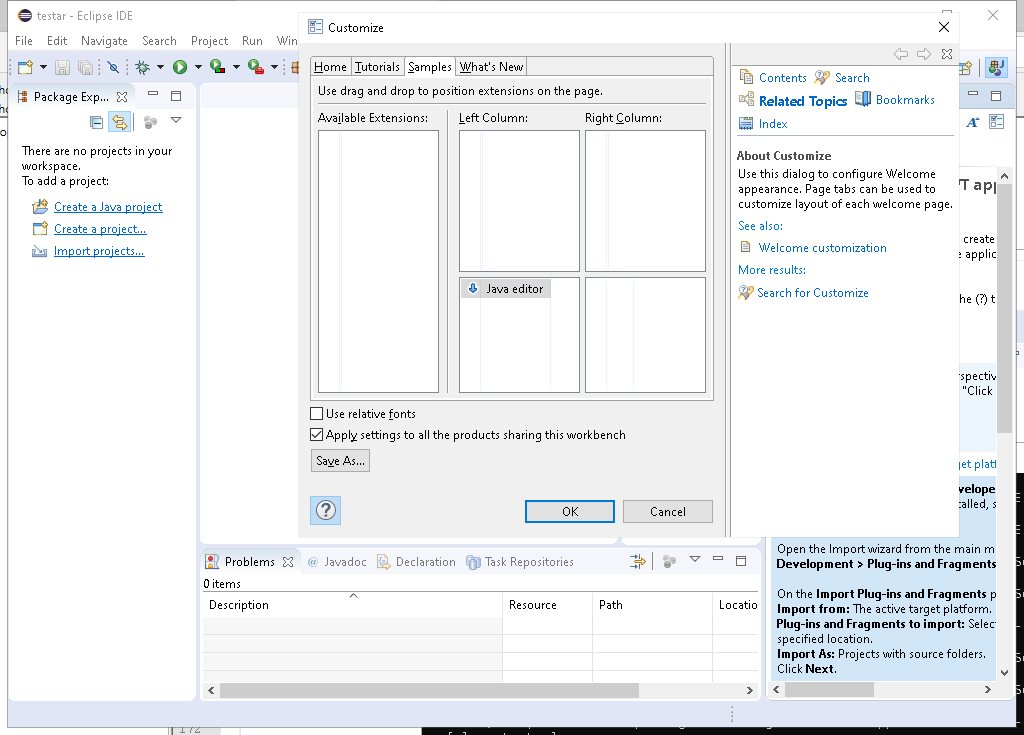 testar - Eclipse IDE
File Edit Navigate Search Project Run Win
Package Exp...
There are no projects in your
workspace.
To add a project:
Create a Java project
Create a project...
Import projects...
Customize
Home Tutorials Samples What's New
Use drag and drop to position extensions on the page.
Available Extensions: Left Column: Right Column:
Java editor
Use relative fonts
Apply settings to all the products sharing this workbench
Save As...
OK Cancel
Contents Search
Related Topics Bookmarks
Index
About Customize
Use this dialog to configure Welcome
appearance. Page tabs can be used to
customize layout of each welcome page.
See also:
Welcome customization
More results:
Search for Customize
create
e applic
he (?) t
"Click
get platf
velope
alled, s
Open the Import wizard from the main m
Development > Plug-ins and Fragments
On the Import Plug-ins and Fragments p
Import from: The active target platform.
Plug-ins and Fragments to import: Selec
specified location.
Import As: Projects with source folders.
Click Next.
Problems @ Javadoc Declaration Task Repositories
0 items
Description Resource Path Locatio
172